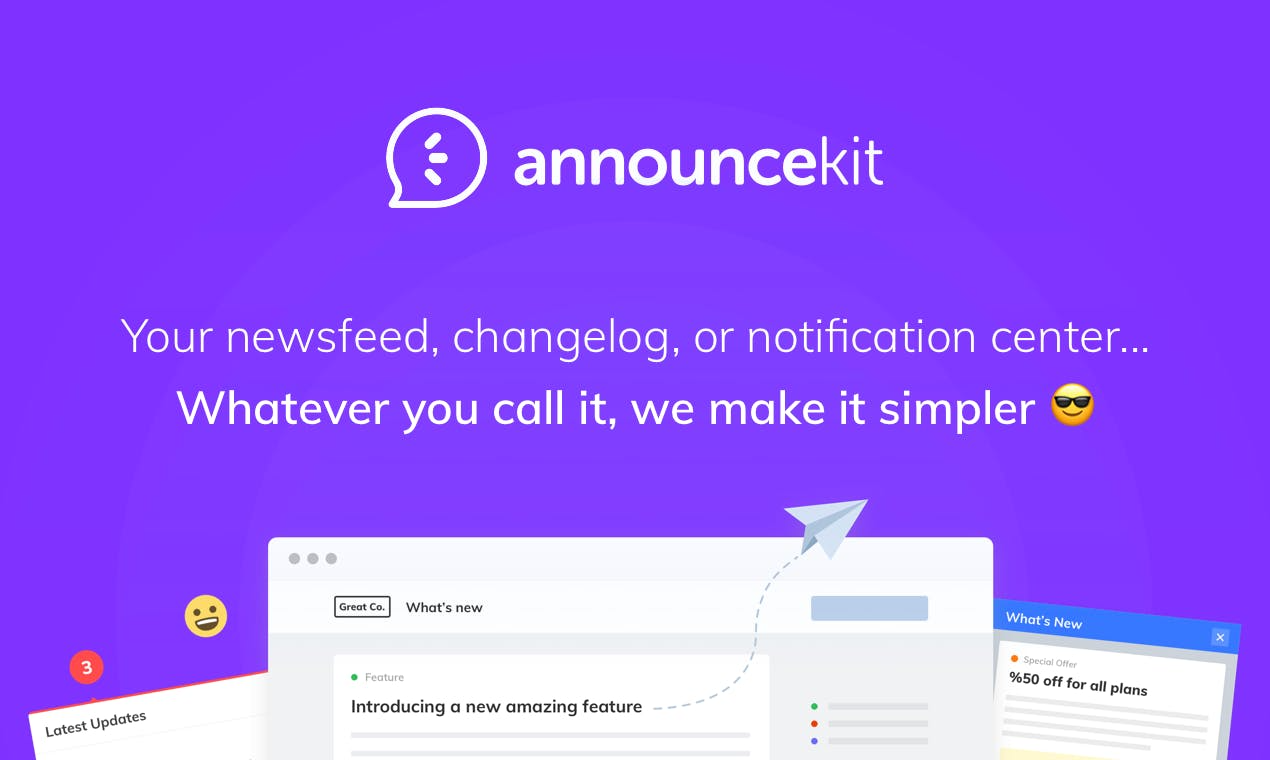 announcekit
Your newsfeed, changelog, or notification center...
Whatever you call it, we make it simpler 😎
Great Co.
What's new
Feature
Introducing a new amazing feature
3
Latest Updates
What's New
Special Offer
%50 off for all plans